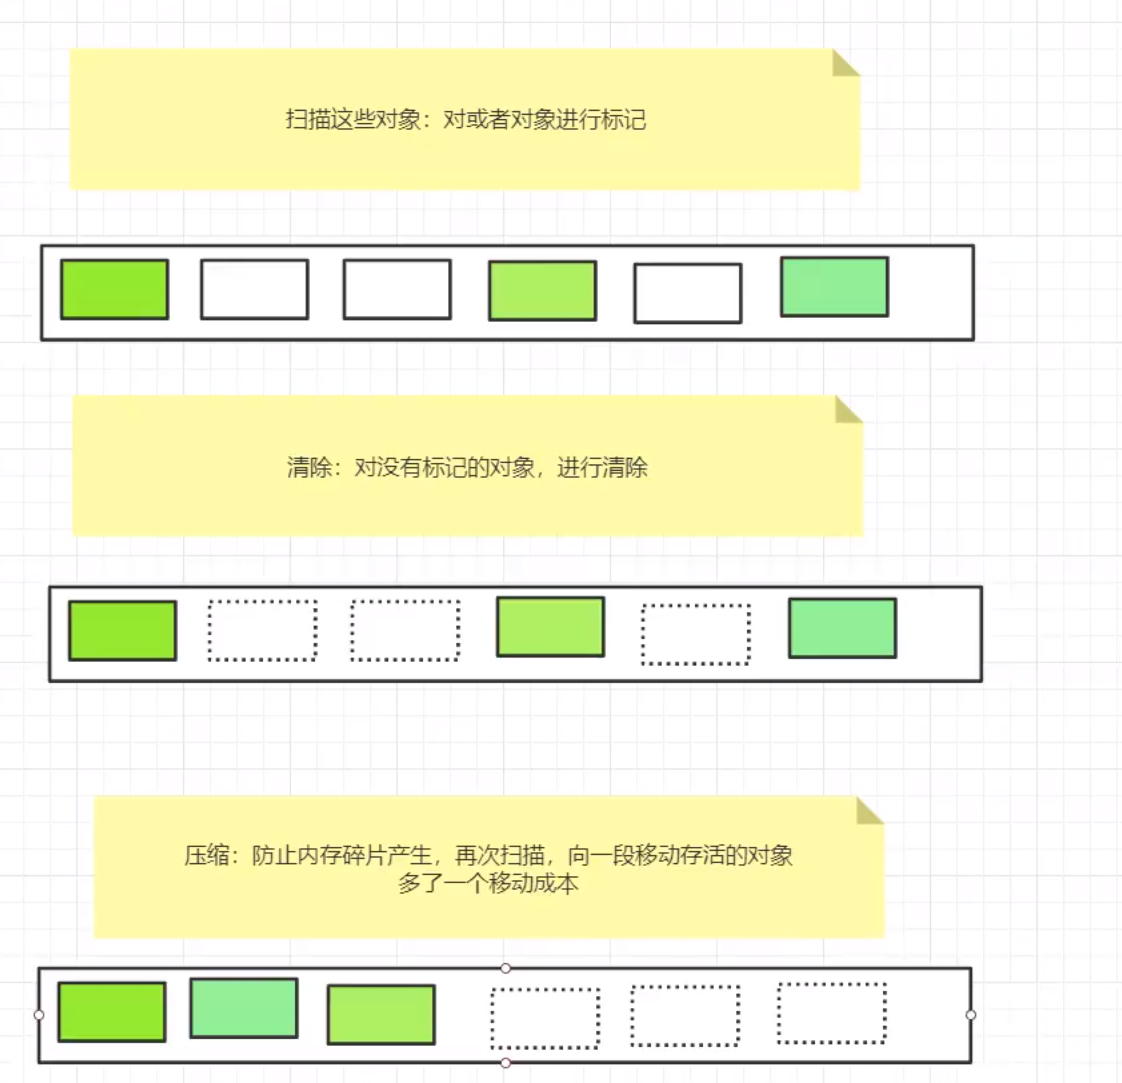 扫描这些对象：对或者对象进行标记
清除：对没有标记的对象，进行清除
压缩：防止内存碎片产生，再次扫描，向一段移动存活的对象
多了一个移动成本